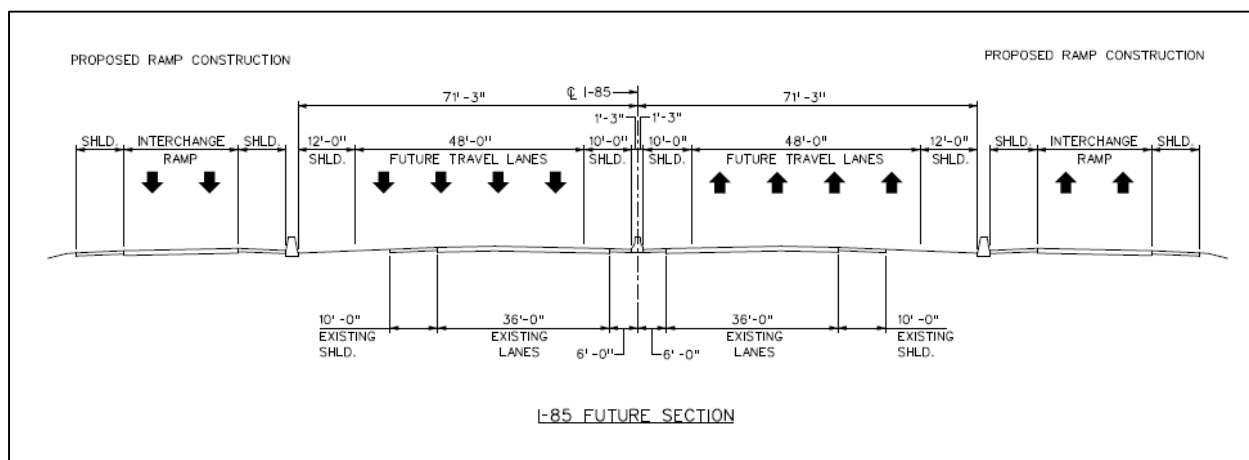 PROPOSED RAMP CONSTRUCTION
PROPOSED RAMP CONSTRUCTION
71'-3"
℄ I-85
71'-3"
1'-3"
1'-3"
SHLD.
INTERCHANGE
RAMP
SHLD.
12'-0"
SHLD.
48'-0"
FUTURE TRAVEL LANES
10'-0"
SHLD.
10'-0"
SHLD.
48'-0"
FUTURE TRAVEL LANES
12'-0"
SHLD.
SHLD.
INTERCHANGE
RAMP
SHLD.
10'-0"
EXISTING
SHLD.
36'-0"
EXISTING
LANES
6'-0"
6'-0"
36'-0"
EXISTING
LANES
10'-0"
EXISTING
SHLD.
I-85 FUTURE SECTION